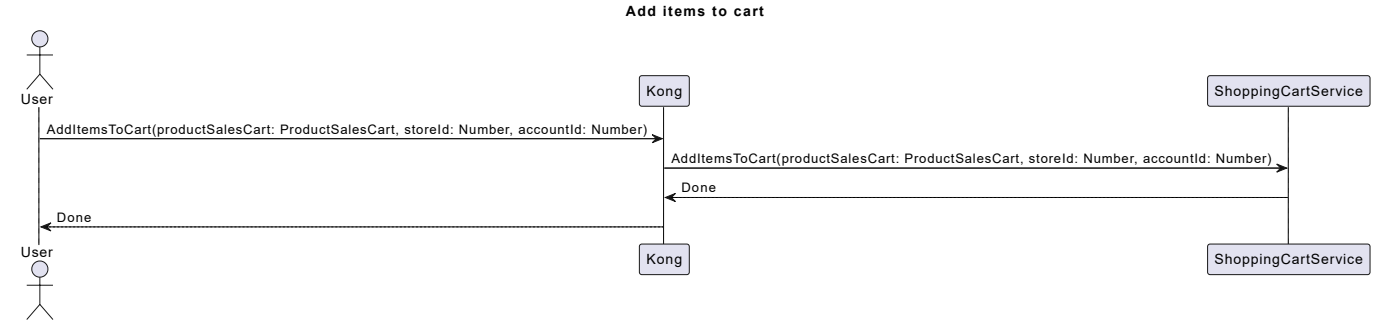 Add items to cart
User
Kong
ShoppingCartService
AddItemsToCart(productSalesCart: ProductSalesCart, storeId: Number, accountId: Number)
AddItemsToCart(productSalesCart: ProductSalesCart, storeId: Number, accountId: Number)
Done
Done
User
Kong
ShoppingCartService